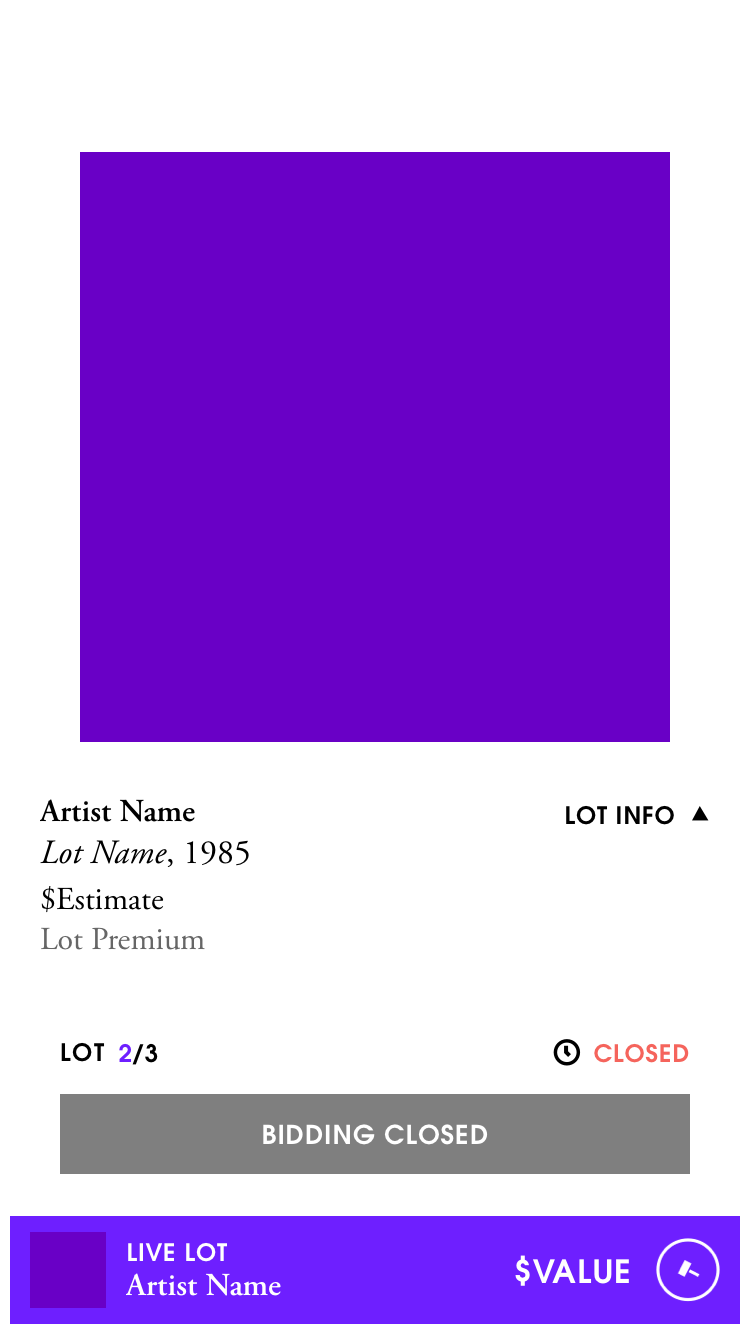 Artist Name
LOT INFO
Lot Name, 1985
$Estimate
Lot Premium
LOT 2/3
CLOSED
BIDDING CLOSED
LIVE LOT
Artist Name
$VALUE